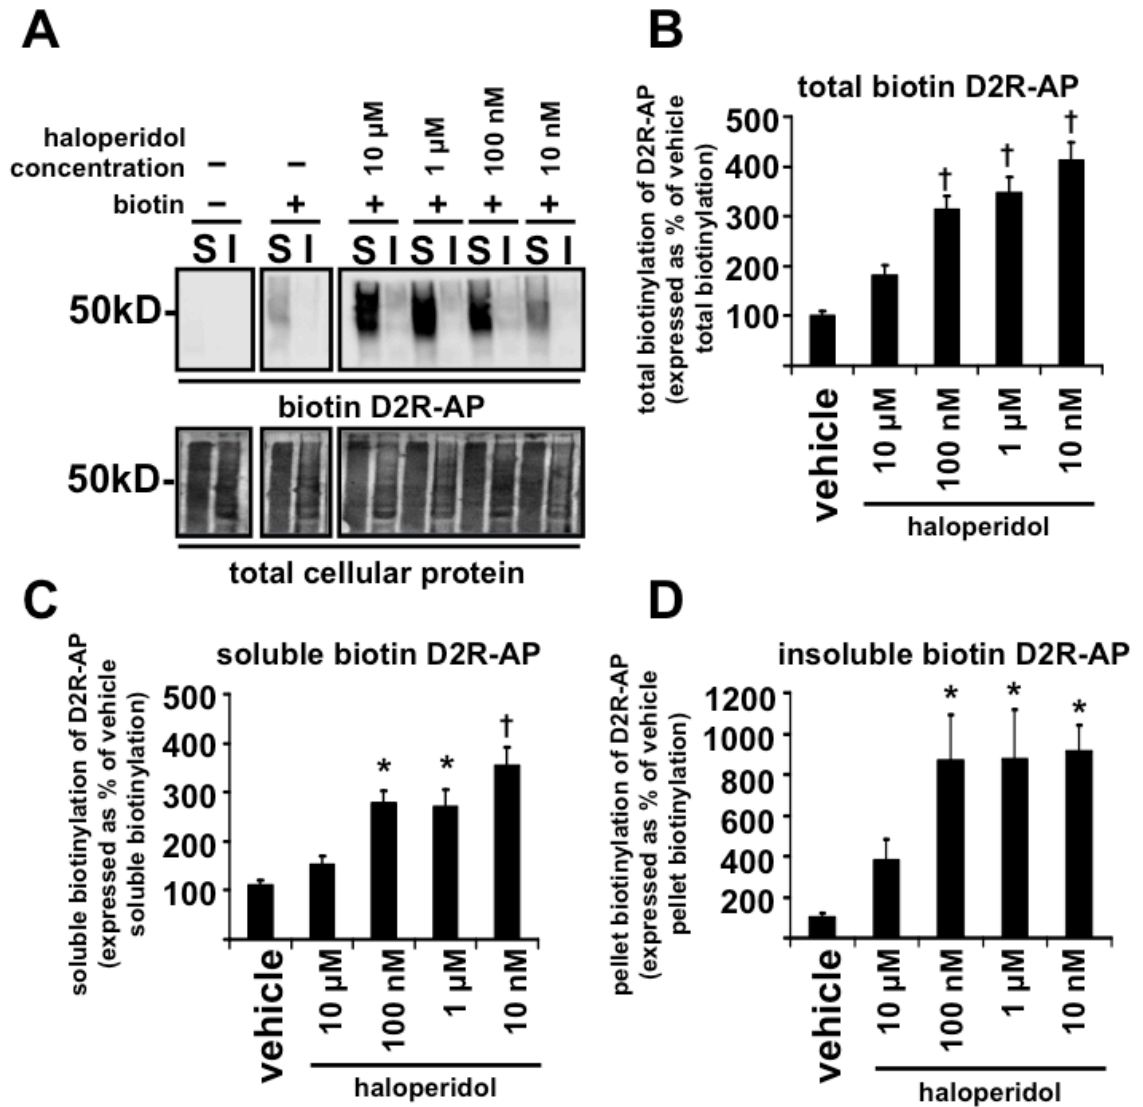 A
haloperidol
concentration
– – 10 µM 1 µM 100 nM 10 nM
biotin – + + + + +
S I S I S I S I S I S I
50kD-
biotin D2R-AP
50kD-
total cellular protein
B
total biotin D2R-AP
total biotinylation of D2R-AP
(expressed as % of vehicle
total biotinylation)
500
400
300
200
100
† † †
vehicle
10 µM
100 nM
1 µM
10 nM
haloperidol
C
soluble biotin D2R-AP
soluble biotinylation of D2R-AP
(expressed as % of vehicle
soluble biotinylation)
500
400
300
200
100
* * †
vehicle
10 µM
100 nM
1 µM
10 nM
haloperidol
D
insoluble biotin D2R-AP
pellet biotinylation of D2R-AP
(expressed as % of vehicle
pellet biotinylation)
1200
1000
800
600
400
200
* * *
vehicle
10 µM
100 nM
1 µM
10 nM
haloperidol